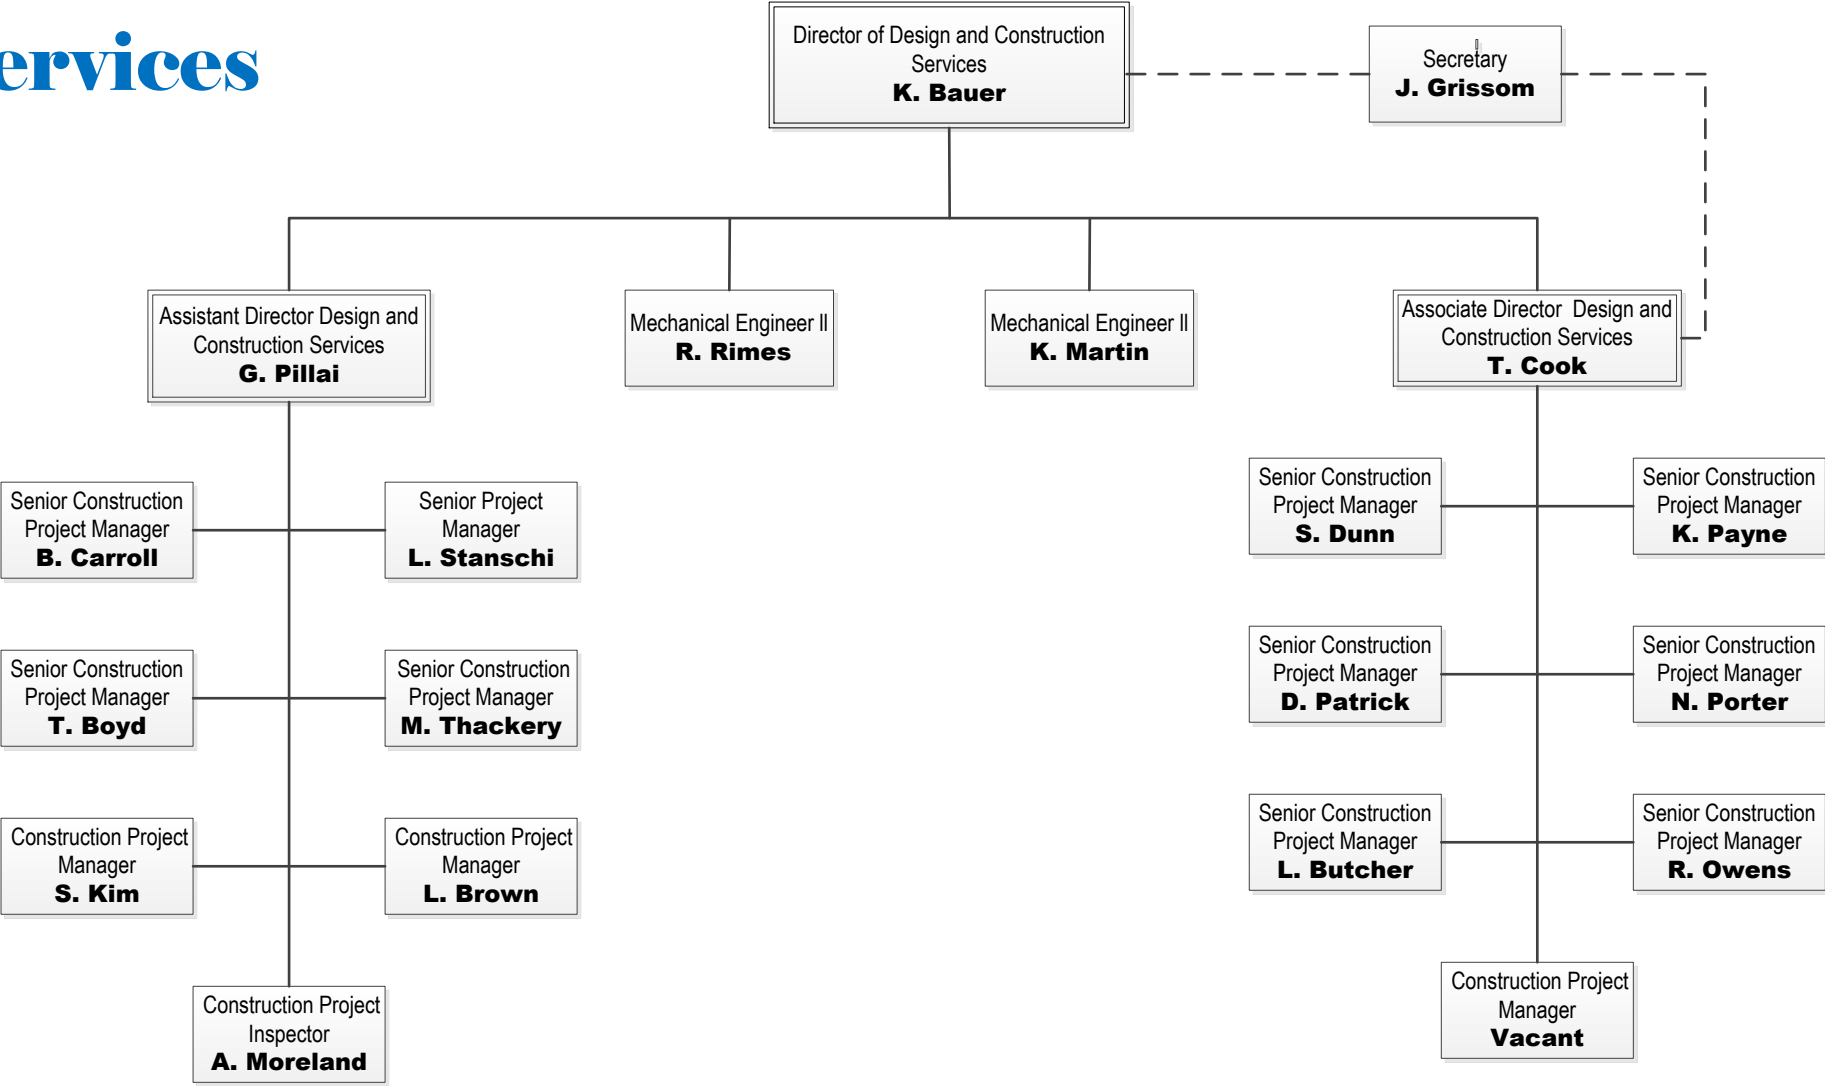 ervices
Director of Design and Construction
Services
K. Bauer
Secretary
J. Grissom
Assistant Director Design and
Construction Services
G. Pillai
Mechanical Engineer II
R. Rimes
Mechanical Engineer II
K. Martin
Associate Director  Design and
Construction Services
T. Cook
Senior Construction
Project Manager
B. Carroll
Senior Project
Manager
L. Stanschi
Senior Construction
Project Manager
S. Dunn
Senior Construction
Project Manager
K. Payne
Senior Construction
Project Manager
T. Boyd
Senior Construction
Project Manager
M. Thackery
Senior Construction
Project Manager
D. Patrick
Senior Construction
Project Manager
N. Porter
Construction Project
Manager
S. Kim
Construction Project
Manager
L. Brown
Senior Construction
Project Manager
L. Butcher
Senior Construction
Project Manager
R. Owens
Construction Project
Inspector
A. Moreland
Construction Project
Manager
Vacant